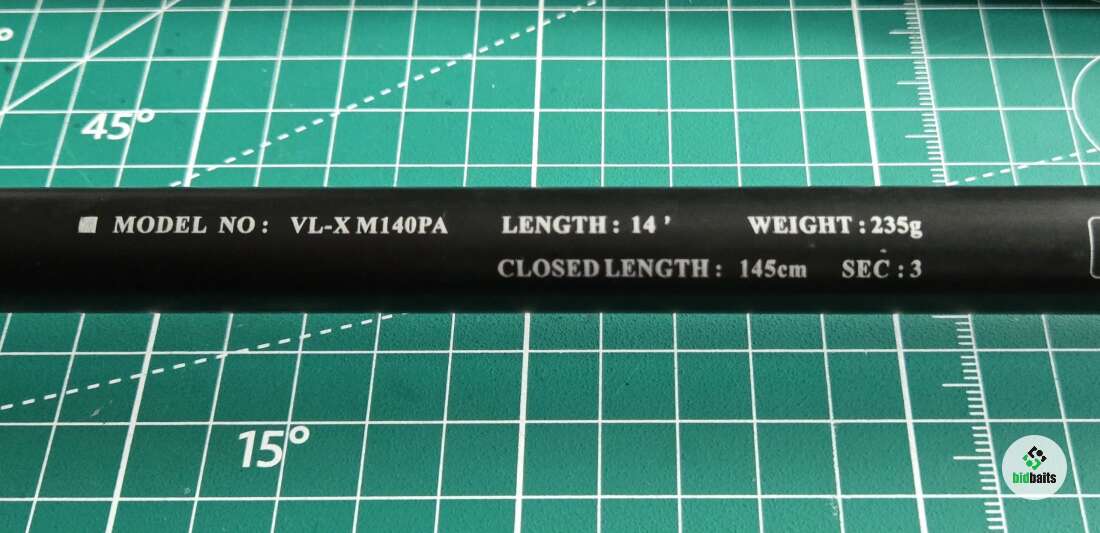 45°
MODEL NO: VL-X M140PA LENGTH: 14' WEIGHT:235g
CLOSED LENGTH: 145cm SEC:3
15°
bidbaits